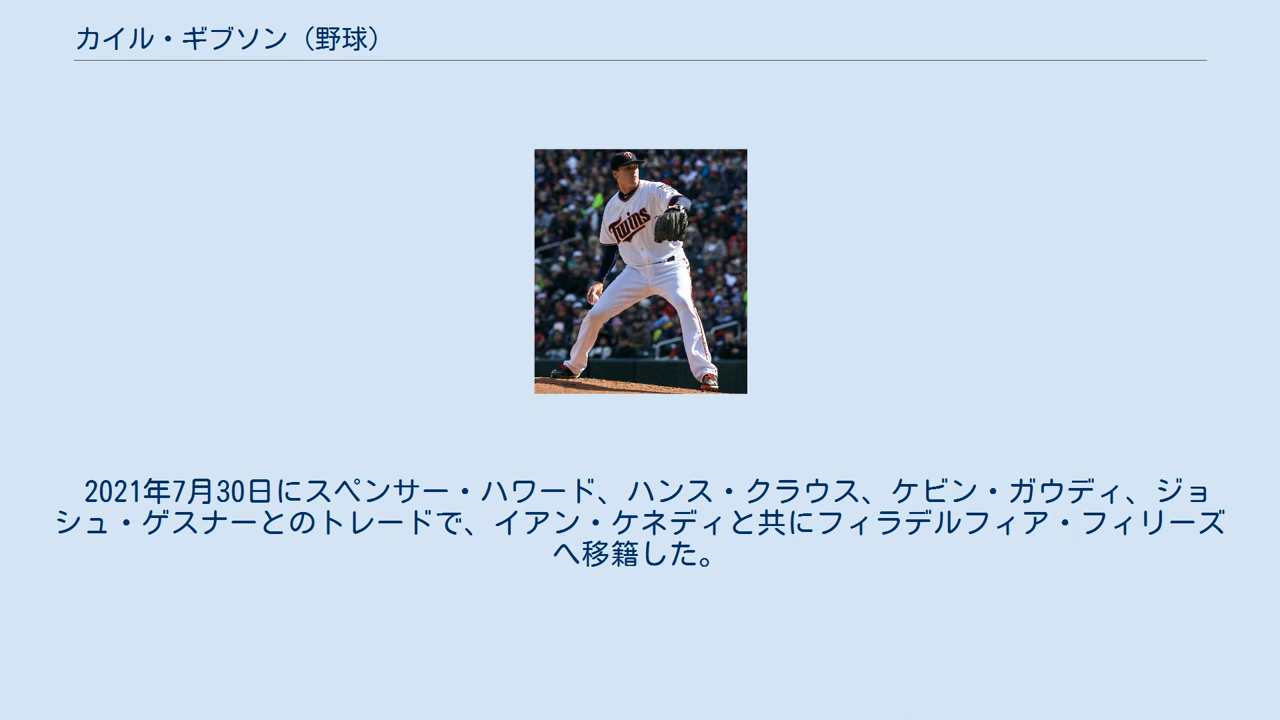 カイル・ギブソン（野球）
Twins
2021年7月30日にスペンサー・ハワード、ハンス・クラウス、ケビン・ガウディ、ジョ
シュ・ゲスナーとのトレードで、イアン・ケネディと共にフィラデルフィア・フィリーズ
へ移籍した。